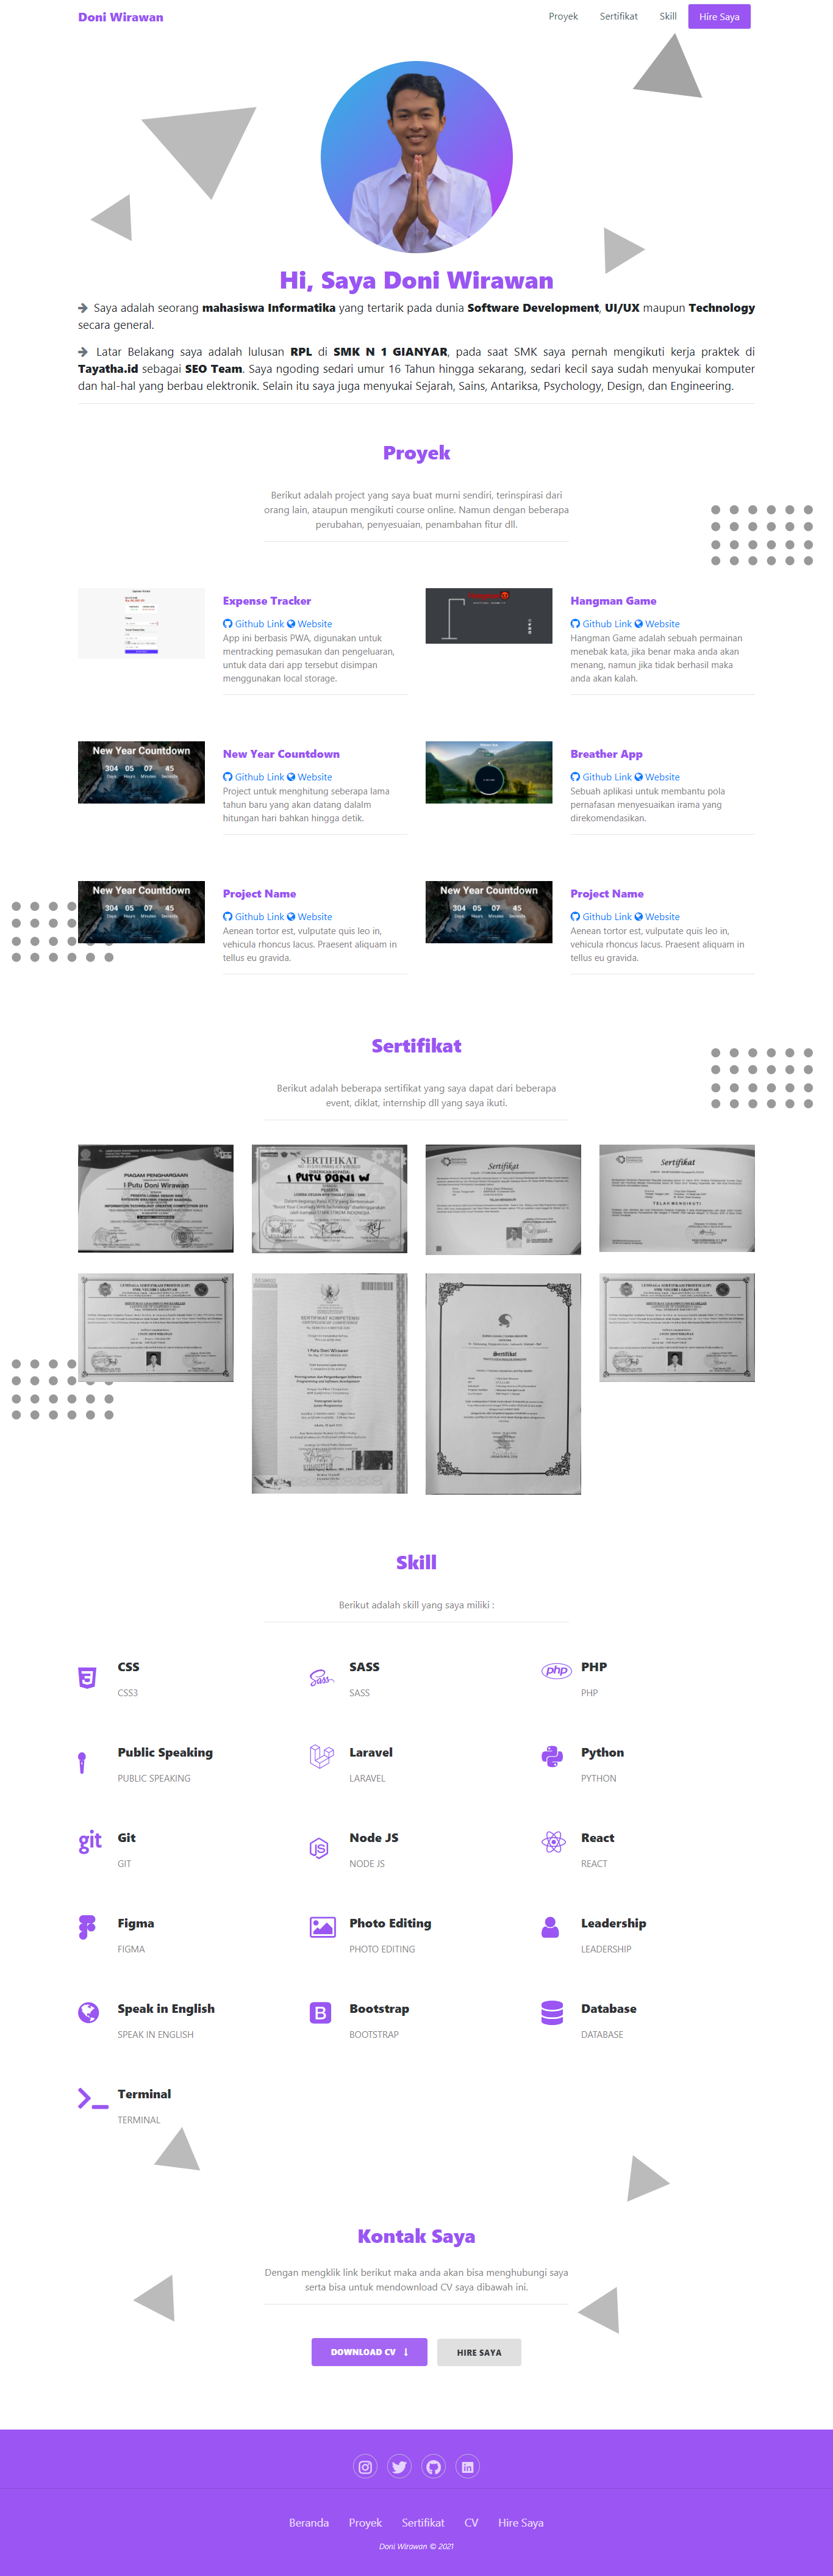 Doni Wirawan
Proyek
Sertifikat
Skill
Hire Saya
Hi, Saya Doni Wirawan
Saya adalah seorang mahasiswa Informatika yang tertarik pada dunia Software Development, UI/UX maupun Technology
secara general.
Latar Belakang saya adalah lulusan RPL di SMK N 1 GIANYAR, pada saat SMK saya pernah mengikuti kerja praktek di
Tayatha.id sebagai SEO Team. Saya ngoding sedari umur 16 Tahun hingga sekarang, sedari kecil saya sudah menyukai komputer
dan hal-hal yang berbau elektronik. Selain itu saya juga menyukai Sejarah, Sains, Antariksa, Psychology, Design, dan Engineering.
Proyek
Berikut adalah project yang saya buat murni sendiri, terinspirasi dari
orang lain, ataupun mengikuti course online. Namun dengan beberapa
perubahan, penyesuaian, penambahan fitur dll.
Expense Tracker
Github Link Website
App ini berbasis PWA, digunakan untuk
mentracking pemasukan dan pengeluaran,
untuk data dari app tersebut disimpan
menggunakan local storage.
Hangman Game
Github Link Website
Hangman Game adalah sebuah permainan
menebak kata, jika benar maka anda akan
menang, namun jika tidak berhasil maka
anda akan kalah.
New Year Countdown
304 05 07 45
Days Hours Minutes Seconds
New Year Countdown
Github Link Website
Project untuk menghitung seberapa lama
tahun baru yang akan datang dalalm
hitungan hari bahkan hingga detik.
Breather App
Github Link Website
Sebuah aplikasi untuk membantu pola
pernafasan menyesuaikan irama yang
direkomendasikan.
New Year Countdown
304 05 07 45
Days Hours Minutes Seconds
Project Name
Github Link Website
Aenean tortor est, vulputate quis leo in,
vehicula rhoncus lacus. Praesent aliquam in
tellus eu gravida.
New Year Countdown
304 05 07 45
Days Hours Minutes Seconds
Project Name
Github Link Website
Aenean tortor est, vulputate quis leo in,
vehicula rhoncus lacus. Praesent aliquam in
tellus eu gravida.
Sertifikat
Berikut adalah beberapa sertifikat yang saya dapat dari beberapa
event, diklat, internship dll yang saya ikuti.
PIAGAM PENGHARGAAN
I Putu Doni Wirawan
SERTIFIKAT
I PUTU DONI W
Sertifikat
TELAH MENGIKUTI
Sertifikat
TELAH MENGIKUTI
SERTIFIKAT KOMPETENSI
I Putu Doni Wirawan
Sertifikat
Skill
Berikut adalah skill yang saya miliki :
CSS
CSS3
Sass
SASS
SASS
php
PHP
PHP
Public Speaking
PUBLIC SPEAKING
Laravel
LARAVEL
Python
PYTHON
git
Git
GIT
JS
Node JS
NODE JS
React
REACT
Figma
FIGMA
Photo Editing
PHOTO EDITING
Leadership
LEADERSHIP
Speak in English
SPEAK IN ENGLISH
B
Bootstrap
BOOTSTRAP
Database
DATABASE
Terminal
TERMINAL
Kontak Saya
Dengan mengklik link berikut maka anda akan bisa menghubungi saya
serta bisa untuk mendownload CV saya dibawah ini.
DOWNLOAD CV
HIRE SAYA
in
Beranda
Proyek
Sertifikat
CV
Hire Saya
Doni Wirawan © 2021